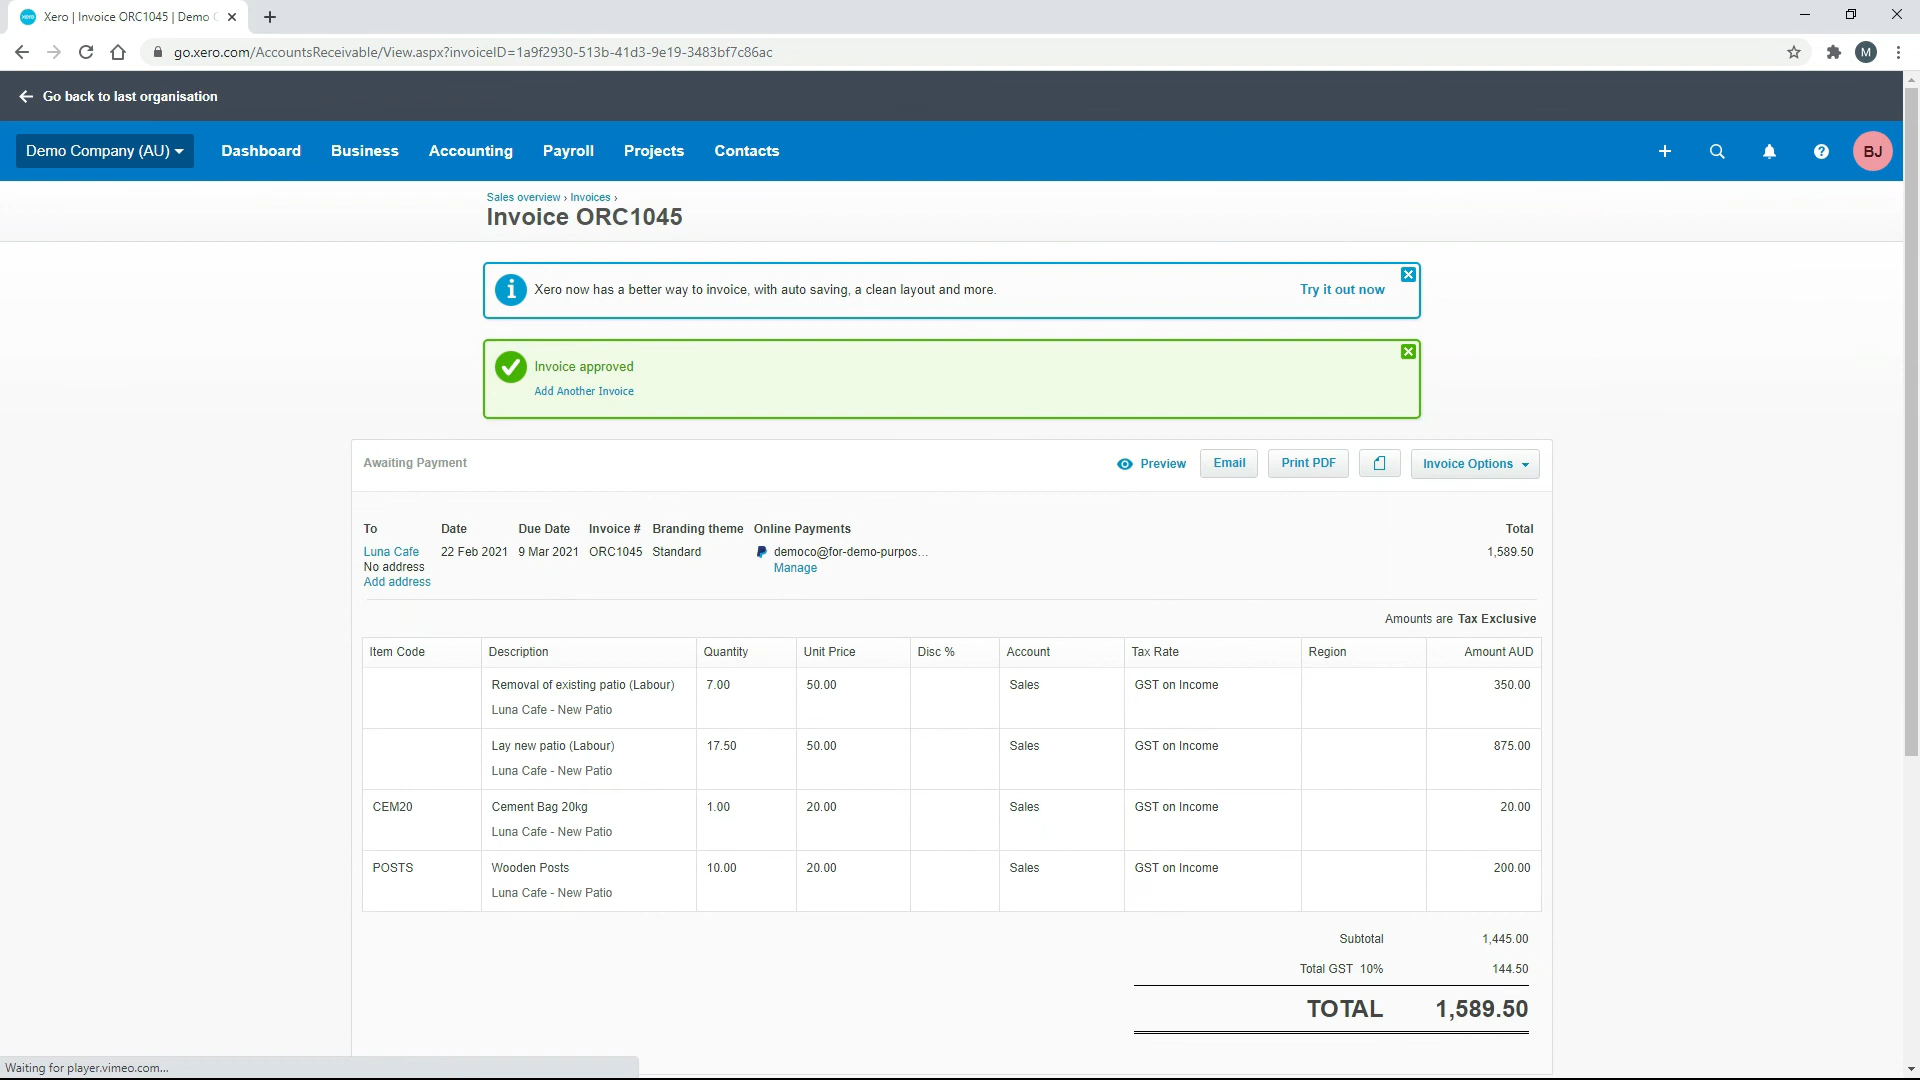 Xero | Invoice ORC1045 | Demo C
go.xero.com/AccountsReceivable/View.aspx?invoiceID=1a9f2930-513b-41d3-9e19-3483bf7c86ac
M
Go back to last organisation
Demo Company (AU) Dashboard Business Accounting Payroll Projects Contacts BJ
Sales overview › Invoices ›
Invoice ORC1045
Xero now has a better way to invoice, with auto saving, a clean layout and more. Try it out now
Invoice approved
Add Another Invoice
Awaiting Payment Preview Email Print PDF Invoice Options
To Date Due Date Invoice # Branding theme Online Payments Total
Luna Cafe 22 Feb 2021 9 Mar 2021 ORC1045 Standard democo@for-demo-purpos... 1,589.50
No address Manage
Add address
Amounts are Tax Exclusive
Item Code Description Quantity Unit Price Disc % Account Tax Rate Region Amount AUD
Removal of existing patio (Labour) 7.00 50.00 Sales GST on Income 350.00
Luna Cafe - New Patio
Lay new patio (Labour) 17.50 50.00 Sales GST on Income 875.00
Luna Cafe - New Patio
CEM20 Cement Bag 20kg 1.00 20.00 Sales GST on Income 20.00
Luna Cafe - New Patio
POSTS Wooden Posts 10.00 20.00 Sales GST on Income 200.00
Luna Cafe - New Patio
Subtotal 1,445.00
Total GST 10% 144.50
TOTAL 1,589.50
Waiting for player.vimeo.com...